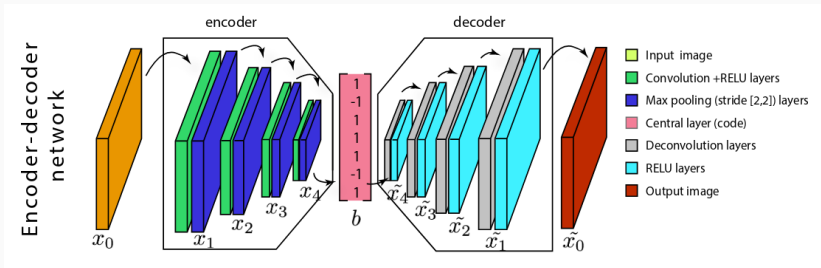 Encoder-decoder
network
encoder
decoder
x₀
x₁
x₂
x₃
x₄
1
-1
1
1
1
-1
1
b
x̃₄
x̃₃
x̃₂
x̃₁
x̃₀
Input image
Convolution +RELU layers
Max pooling (stride [2,2]) layers
Central layer (code)
Deconvolution layers
RELU layers
Output image